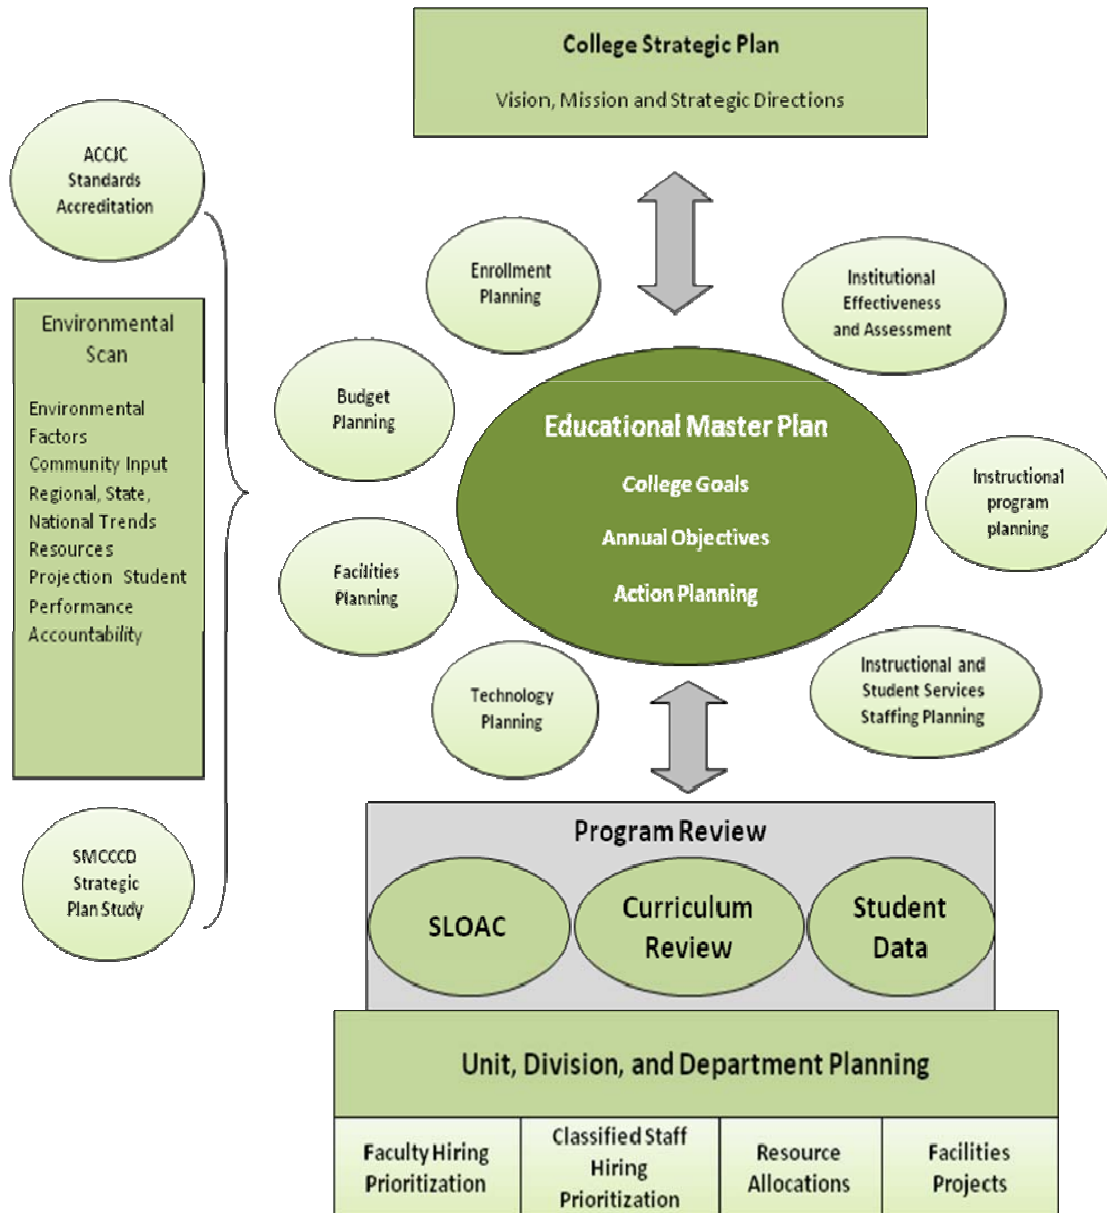 College Strategic Plan
Vision, Mission and Strategic Directions
ACCJC
Standards
Accreditation
Environmental
Scan
Environmental
Factors
Community Input
Regional, State,
National Trends
Resources
Projection Student
Performance
Accountability
SMCCCD
Strategic
Plan Study
Enrollment
Planning
Institutional
Effectiveness
and Assessment
Budget
Planning
Educational Master Plan
College Goals
Annual Objectives
Action Planning
Instructional
program
planning
Facilities
Planning
Technology
Planning
Instructional and
Student Services
Staffing Planning
Program Review
SLOAC
Curriculum
Review
Student
Data
Unit, Division, and Department Planning
Faculty Hiring
Prioritization
Classified Staff
Hiring
Prioritization
Resource
Allocations
Facilities
Projects